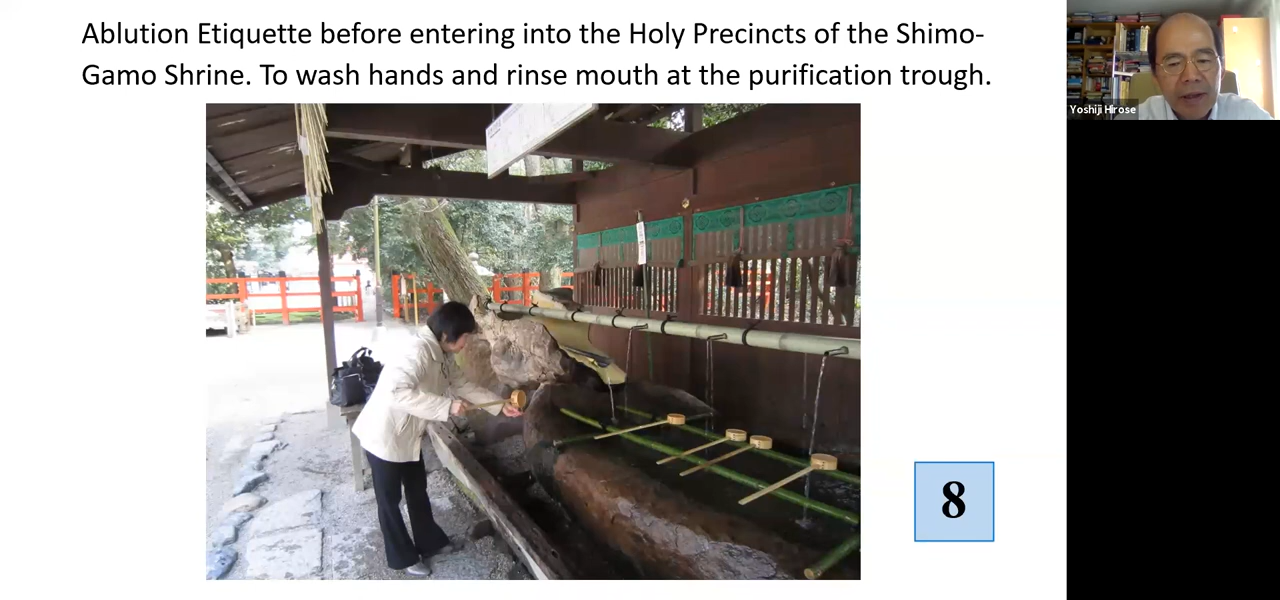 Ablution Etiquette before entering into the Holy Precincts of the Shimo-
Gamo Shrine. To wash hands and rinse mouth at the purification trough.
Yoshiji Hirose
8